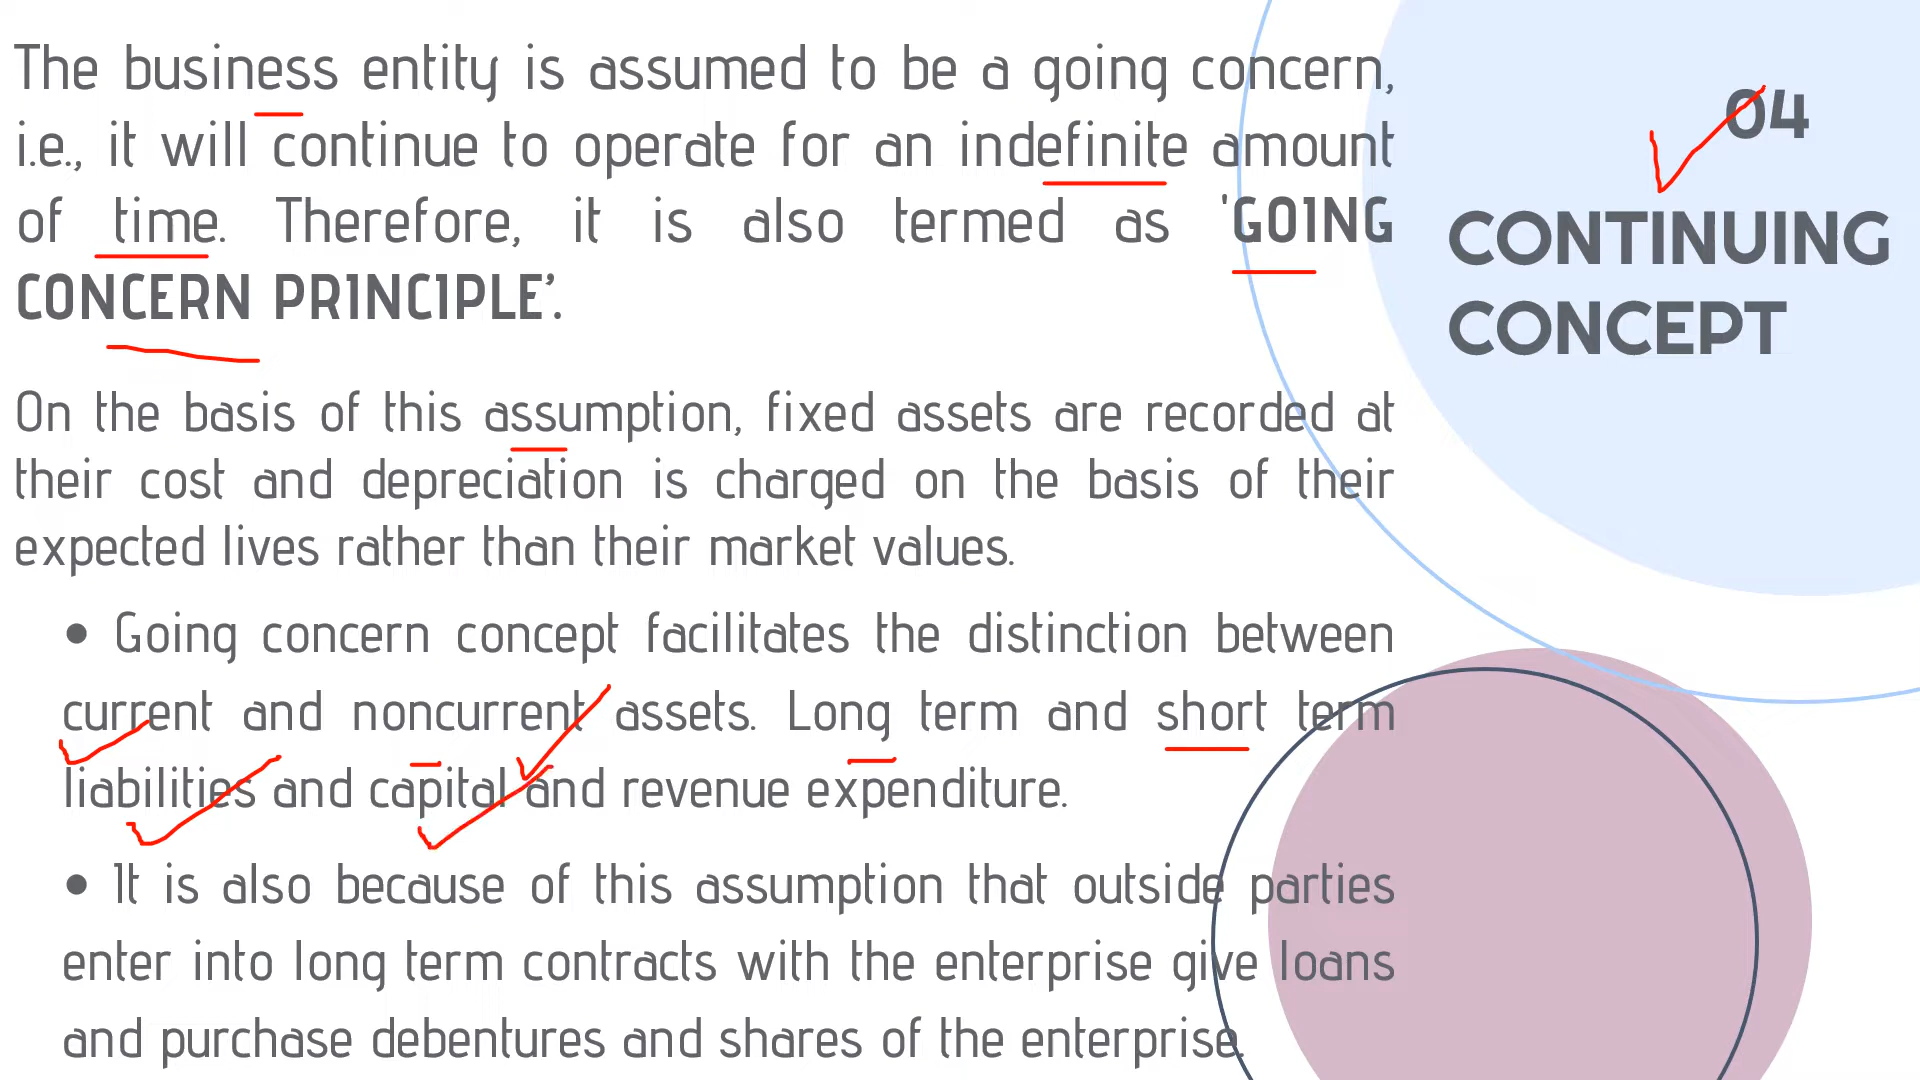 The business entity is assumed to be a going concern,
i.e., it will continue to operate for an indefinite amount
of time. Therefore, it is also termed as 'GOING
CONCERN PRINCIPLE’.
On the basis of this assumption, fixed assets are recorded at
their cost and depreciation is charged on the basis of their
expected lives rather than their market values.
• Going concern concept facilitates the distinction between
current and noncurrent assets. Long term and short term
liabilities and capital and revenue expenditure.
• It is also because of this assumption that outside parties
enter into long term contracts with the enterprise give loans
and purchase debentures and shares of the enterprise.
04
CONTINUING
CONCEPT